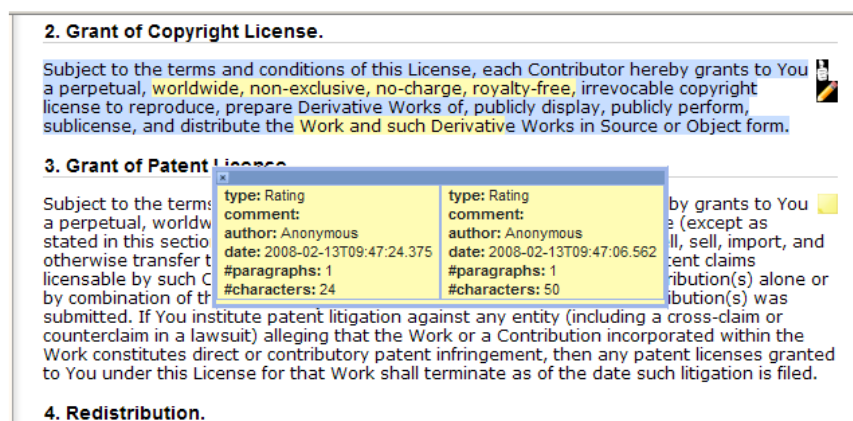 2. Grant of Copyright License.
Subject to the terms and conditions of this License, each Contributor hereby grants to You
a perpetual, worldwide, non-exclusive, no-charge, royalty-free, irrevocable copyright
license to reproduce, prepare Derivative Works of, publicly display, publicly perform,
sublicense, and distribute the Work and such Derivative Works in Source or Object form.
3. Grant of Patent License.
Subject to the terms by grants to You
a perpetual, worldw e (except as
stated in this sectio ll, sell, import, and
otherwise transfer t tent claims
licensable by such C ribution(s) alone or
by combination of th ibution(s) was
type: Rating
comment:
author: Anonymous
date: 2008-02-13T09:47:24.375
#paragraphs: 1
#characters: 24
type: Rating
comment:
author: Anonymous
date: 2008-02-13T09:47:06.562
#paragraphs: 1
#characters: 50
submitted. If You institute patent litigation against any entity (including a cross-claim or
counterclaim in a lawsuit) alleging that the Work or a Contribution incorporated within the
Work constitutes direct or contributory patent infringement, then any patent licenses granted
to You under this License for that Work shall terminate as of the date such litigation is filed.
4. Redistribution.